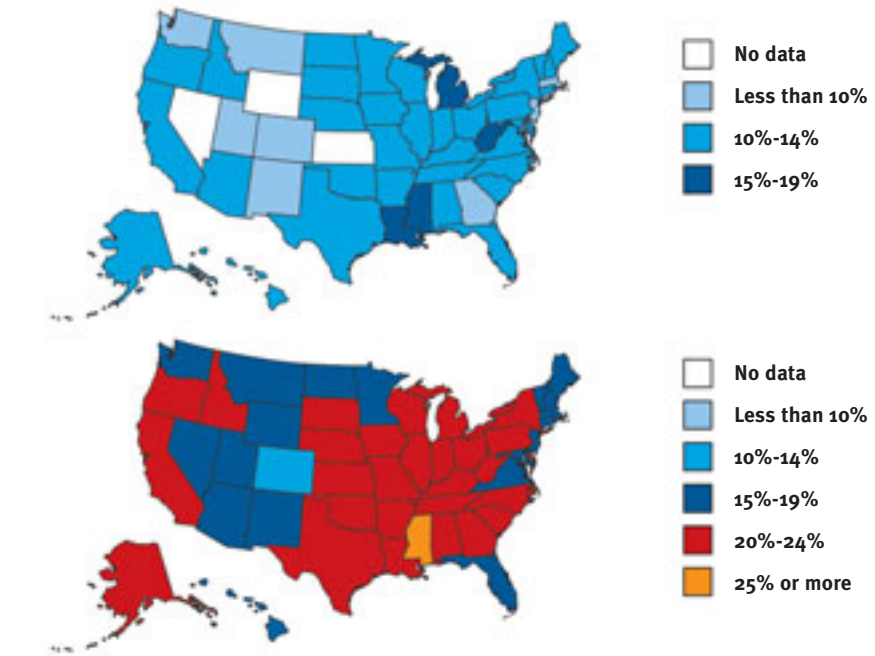 No data
Less than 10%
10%-14%
15%-19%
No data
Less than 10%
10%-14%
15%-19%
20%-24%
25% or more